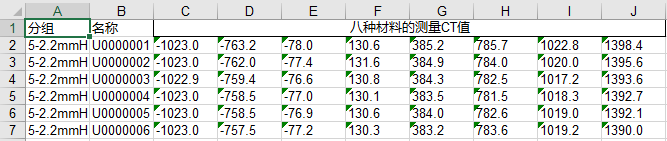 A B C D E F G H I J
1 分组 名称 八种材料的测量CT值
2 5-2.2mmH U0000001 -1023.0 -763.2 -78.0 130.6 385.2 785.7 1022.8 1398.4
3 5-2.2mmH U0000002 -1023.0 -762.0 -77.4 131.6 384.9 784.0 1020.0 1395.6
4 5-2.2mmH U0000003 -1022.9 -759.4 -76.6 130.8 384.3 782.5 1017.2 1393.6
5 5-2.2mmH U0000004 -1023.0 -758.5 -77.0 130.1 383.5 781.5 1018.3 1392.7
6 5-2.2mmH U0000005 -1023.0 -758.5 -76.9 130.6 384.0 782.6 1019.0 1392.1
7 5-2.2mmH U0000006 -1023.0 -757.5 -77.2 130.3 383.2 783.6 1019.2 1390.0